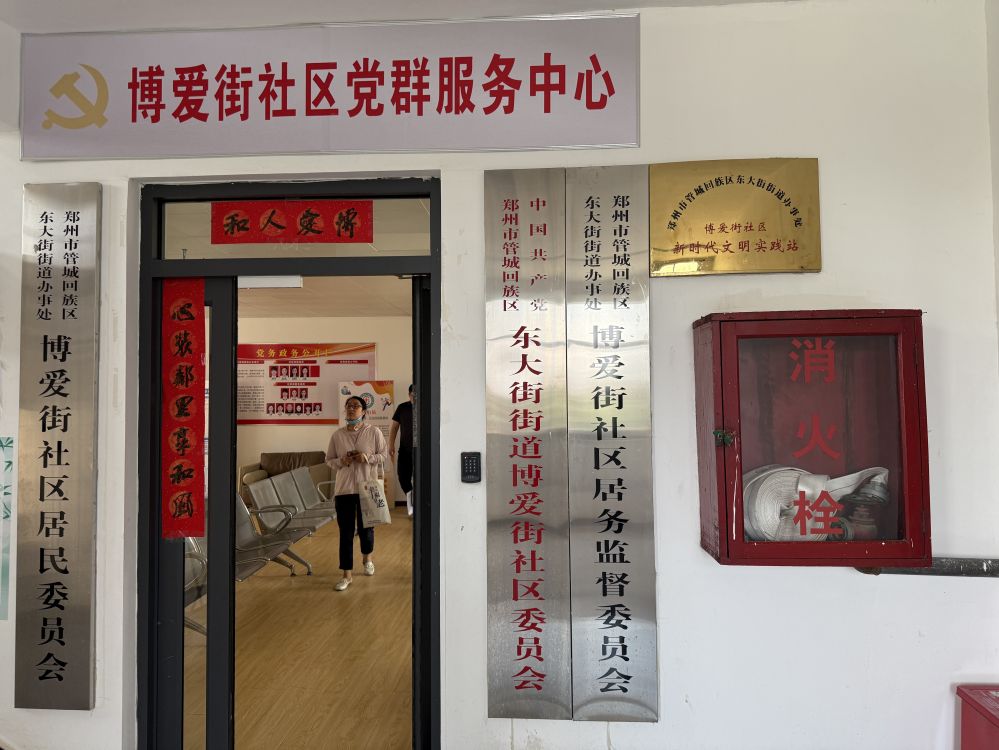 博爱街社区党群服务中心
郑州市管城回族区
东大街街道办事处
博爱街社区居民委员会
和人爱博
心装邻里享和圆
党务政务公开
中国共产党
郑州市管城回族区
东大街街道博爱街社区委员会
郑州市管城回族区
东大街街道办事处
博爱街社区居务监督委员会
郑州市管城回族区东大街街道办事处
博爱街社区
新时代文明实践站
消火栓